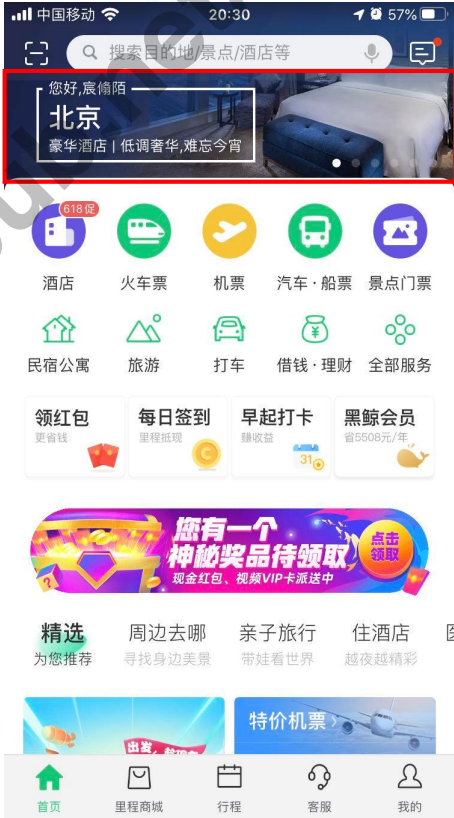 中国移动 20:30 57%
搜索目的地/景点/酒店等
您好,宸脩陌
北京
豪华酒店 | 低调奢华,难忘今宵
618促
酒店 火车票 机票 汽车·船票 景点门票
民宿公寓 旅游 打车 借钱·理财 全部服务
领红包 每日签到 早起打卡 黑鲸会员
更省钱 里程抵现 赚收益 省5508元/年
31
您有一个
神秘奖品待领取
现金红包、视频VIP卡派送中
点击
领取
精选 周边去哪 亲子旅行 住酒店
为您推荐 寻找身边美景 带娃看世界 越夜越精彩
特价机票
首页 里程商城 行程 客服 我的